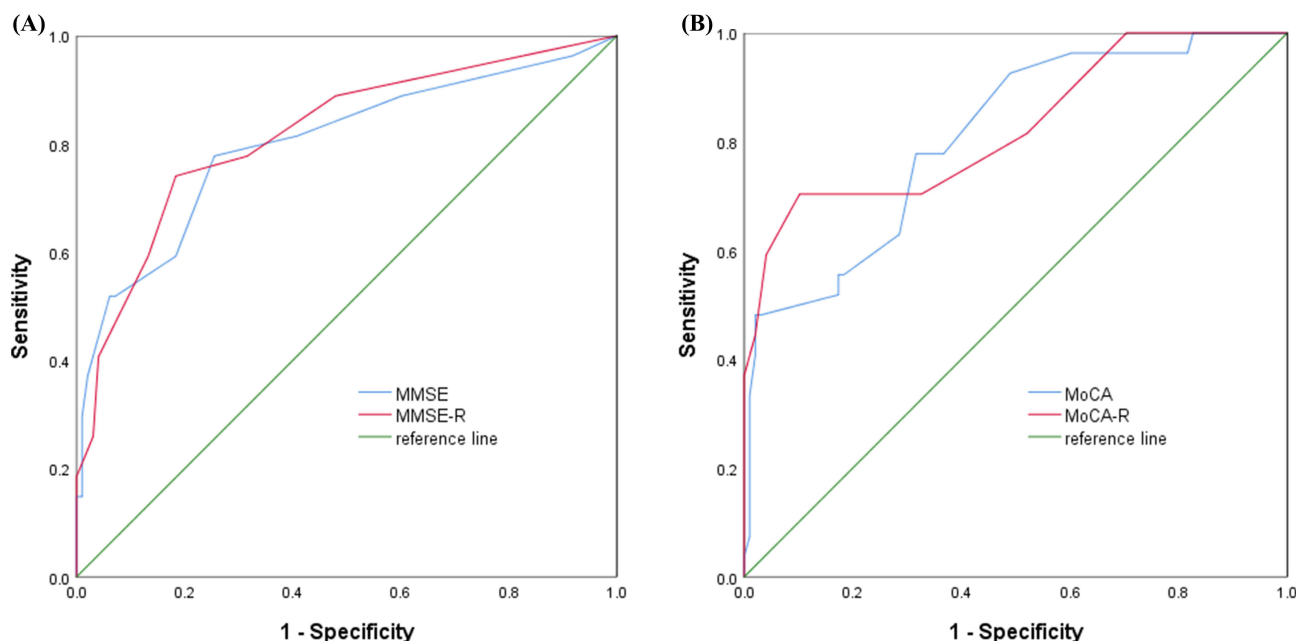 (A)
1.0
0.8
0.6
0.4
0.2
0.0
Sensitivity
MMSE
MMSE-R
reference line
0.0 0.2 0.4 0.6 0.8 1.0
1 - Specificity
(B)
1.0
0.8
0.6
0.4
0.2
0.0
Sensitivity
MoCA
MoCA-R
reference line
0.0 0.2 0.4 0.6 0.8 1.0
1 - Specificity